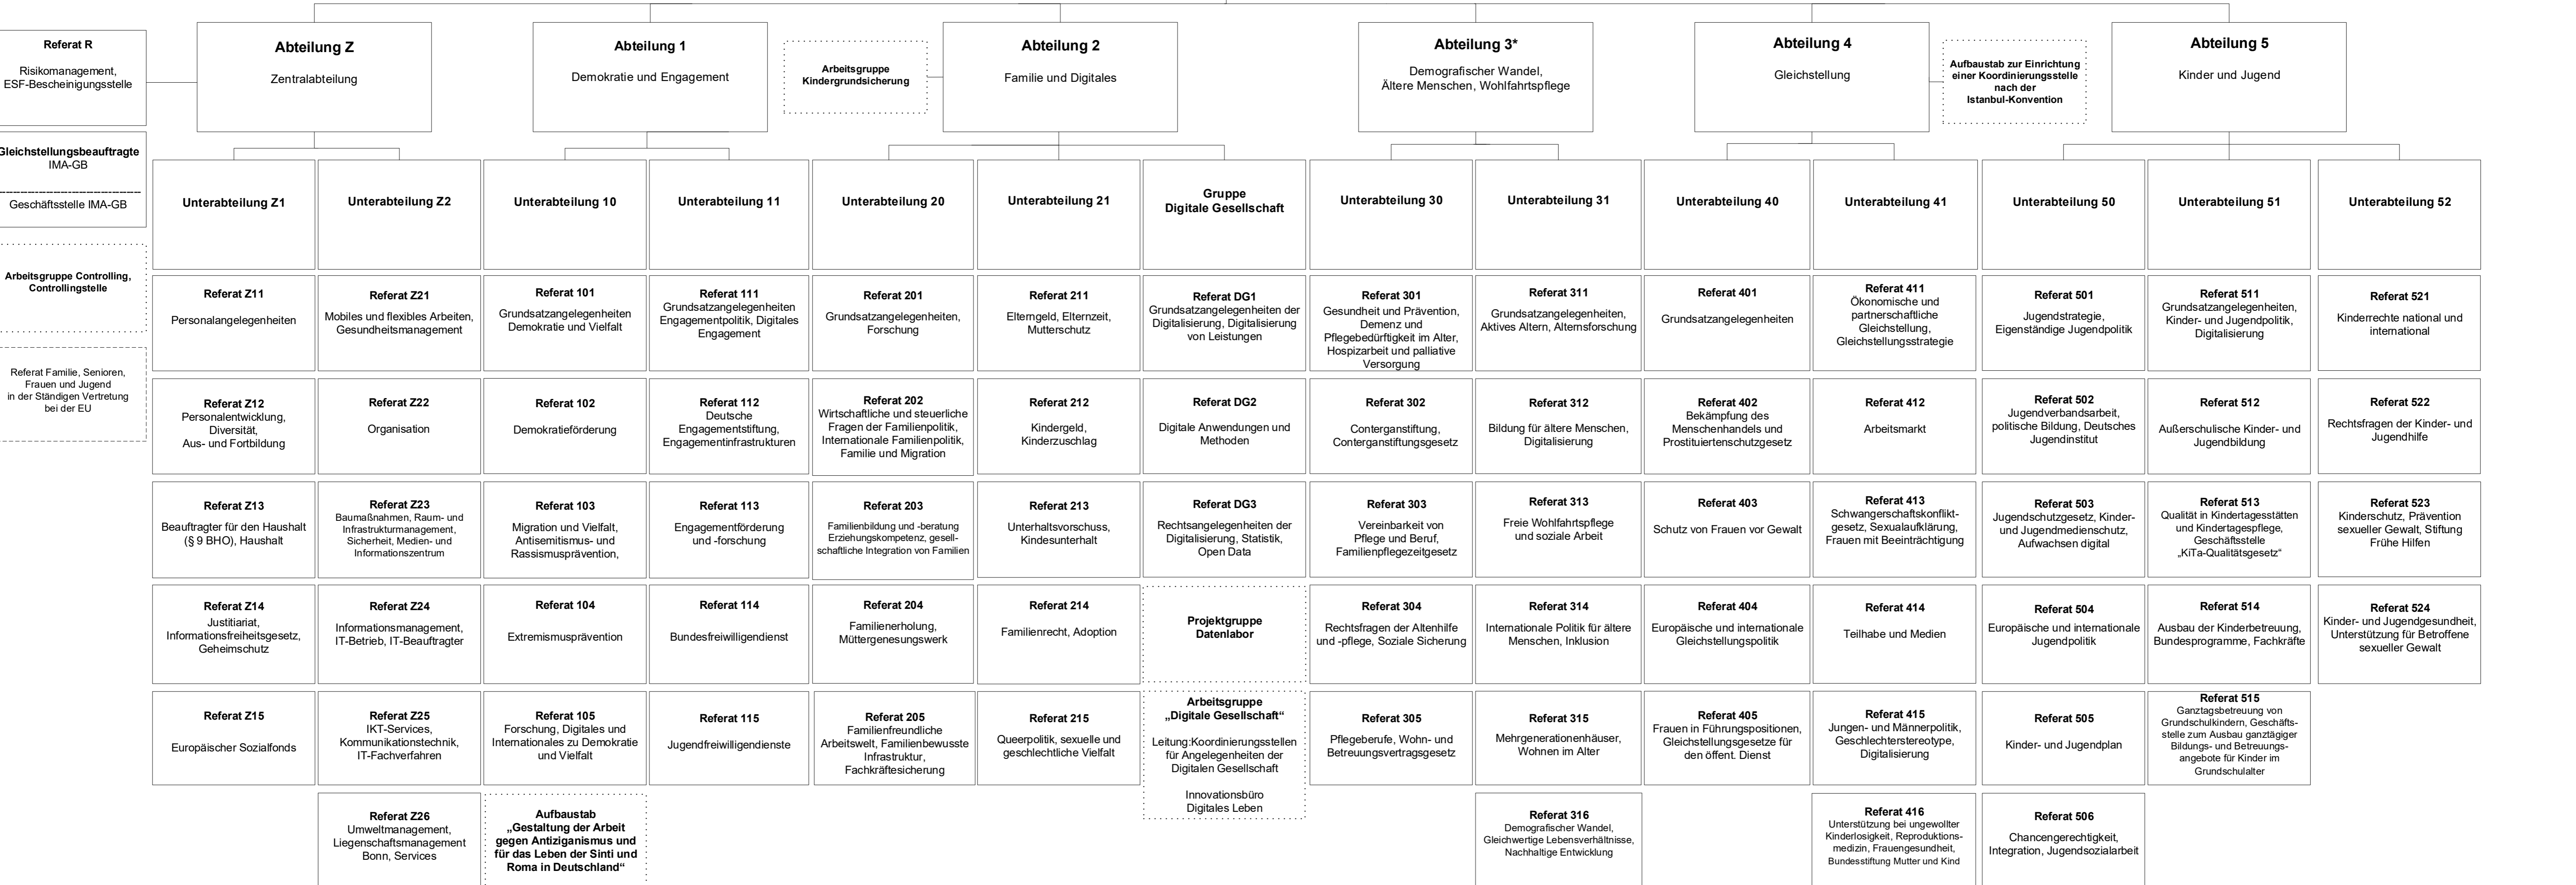 Referat R
Risikomanagement,
ESF-Bescheinigungsstelle
Gleichstellungsbeauftragte
IMA-GB
Geschäftsstelle IMA-GB
Arbeitsgruppe Controlling,
Controllingstelle
Referat Familie, Senioren,
Frauen und Jugend
in der Ständigen Vertretung
bei der EU
Abteilung Z
Zentralabteilung
Abteilung 1
Demokratie und Engagement
Arbeitsgruppe
Kindergrundsicherung
Abteilung 2
Familie und Digitales
Abteilung 3*
Demografischer Wandel,
Ältere Menschen, Wohlfahrtspflege
Abteilung 4
Gleichstellung
Aufbaustab zur Einrichtung
einer Koordinierungsstelle
nach der
Istanbul-Konvention
Abteilung 5
Kinder und Jugend
Unterabteilung Z1
Referat Z11
Personalangelegenheiten
Referat Z12
Personalentwicklung,
Diversität,
Aus- und Fortbildung
Referat Z13
Beauftragter für den Haushalt
(§ 9 BHO), Haushalt
Referat Z14
Justitiariat,
Informationsfreiheitsgesetz,
Geheimschutz
Referat Z15
Europäischer Sozialfonds
Unterabteilung Z2
Referat Z21
Mobiles und flexibles Arbeiten,
Gesundheitsmanagement
Referat Z22
Organisation
Referat Z23
Baumaßnahmen, Raum- und
Infrastrukturmanagement,
Sicherheit, Medien- und
Informationszentrum
Referat Z24
Informationsmanagement,
IT-Betrieb, IT-Beauftragter
Referat Z25
IKT-Services,
Kommunikationstechnik,
IT-Fachverfahren
Referat Z26
Umweltmanagement,
Liegenschaftsmanagement
Bonn, Services
Unterabteilung 10
Referat 101
Grundsatzangelegenheiten
Demokratie und Vielfalt
Referat 102
Demokratieförderung
Referat 103
Migration und Vielfalt,
Antisemitismus- und
Rassismusprävention,
Referat 104
Extremismusprävention
Referat 105
Forschung, Digitales und
Internationales zu Demokratie
und Vielfalt
Aufbaustab
„Gestaltung der Arbeit
gegen Antiziganismus und
für das Leben der Sinti und
Roma in Deutschland“
Unterabteilung 11
Referat 111
Grundsatzangelegenheiten
Engagementpolitik, Digitales
Engagement
Referat 112
Deutsche
Engagementstiftung,
Engagementinfrastrukturen
Referat 113
Engagementförderung
und -forschung
Referat 114
Bundesfreiwilligendienst
Referat 115
Jugendfreiwilligendienste
Unterabteilung 20
Referat 201
Grundsatzangelegenheiten,
Forschung
Referat 202
Wirtschaftliche und steuerliche
Fragen der Familienpolitik,
Internationale Familienpolitik,
Familie und Migration
Referat 203
Familienbildung und -beratung
Erziehungskompetenz, gesell-
schaftliche Integration von Familien
Referat 204
Familienerholung,
Müttergenesungswerk
Referat 205
Familienfreundliche
Arbeitswelt, Familienbewusste
Infrastruktur,
Fachkräftesicherung
Unterabteilung 21
Referat 211
Elterngeld, Elternzeit,
Mutterschutz
Referat 212
Kindergeld,
Kinderzuschlag
Referat 213
Unterhaltsvorschuss,
Kindesunterhalt
Referat 214
Familienrecht, Adoption
Referat 215
Queerpolitik, sexuelle und
geschlechtliche Vielfalt
Gruppe
Digitale Gesellschaft
Referat DG1
Grundsatzangelegenheiten der
Digitalisierung, Digitalisierung
von Leistungen
Referat DG2
Digitale Anwendungen und
Methoden
Referat DG3
Rechtsangelegenheiten der
Digitalisierung, Statistik,
Open Data
Projektgruppe
Datenlabor
Arbeitsgruppe
„Digitale Gesellschaft“
Leitung:Koordinierungsstellen
für Angelegenheiten der
Digitalen Gesellschaft
Innovationsbüro
Digitales Leben
Unterabteilung 30
Referat 301
Gesundheit und Prävention,
Demenz und
Pflegebedürftigkeit im Alter,
Hospizarbeit und palliative
Versorgung
Referat 302
Conterganstiftung,
Conterganstiftungsgesetz
Referat 303
Vereinbarkeit von
Pflege und Beruf,
Familienpflegezeitgesetz
Referat 304
Rechtsfragen der Altenhilfe
und -pflege, Soziale Sicherung
Referat 305
Pflegeberufe, Wohn- und
Betreuungsvertragsgesetz
Unterabteilung 31
Referat 311
Grundsatzangelegenheiten,
Aktives Altern, Alternsforschung
Referat 312
Bildung für ältere Menschen,
Digitalisierung
Referat 313
Freie Wohlfahrtspflege
und soziale Arbeit
Referat 314
Internationale Politik für ältere
Menschen, Inklusion
Referat 315
Mehrgenerationenhäuser,
Wohnen im Alter
Referat 316
Demografischer Wandel,
Gleichwertige Lebensverhältnisse,
Nachhaltige Entwicklung
Unterabteilung 40
Referat 401
Grundsatzangelegenheiten
Referat 402
Bekämpfung des
Menschenhandels und
Prostituiertenschutzgesetz
Referat 403
Schutz von Frauen vor Gewalt
Referat 404
Europäische und internationale
Gleichstellungspolitik
Referat 405
Frauen in Führungspositionen,
Gleichstellungsgesetze für
den öffent. Dienst
Unterabteilung 41
Referat 411
Ökonomische und
partnerschaftliche
Gleichstellung,
Gleichstellungsstrategie
Referat 412
Arbeitsmarkt
Referat 413
Schwangerschaftskonflikt-
gesetz, Sexualaufklärung,
Frauen mit Beeinträchtigung
Referat 414
Teilhabe und Medien
Referat 415
Jungen- und Männerpolitik,
Geschlechterstereotype,
Digitalisierung
Referat 416
Unterstützung bei ungewollter
Kinderlosigkeit, Reproduktions-
medizin, Frauengesundheit,
Bundesstiftung Mutter und Kind
Unterabteilung 50
Referat 501
Jugendstrategie,
Eigenständige Jugendpolitik
Referat 502
Jugendverbandsarbeit,
politische Bildung, Deutsches
Jugendinstitut
Referat 503
Jugendschutzgesetz, Kinder-
und Jugendmedienschutz,
Aufwachsen digital
Referat 504
Europäische und internationale
Jugendpolitik
Referat 505
Kinder- und Jugendplan
Referat 506
Chancengerechtigkeit,
Integration, Jugendsozialarbeit
Unterabteilung 51
Referat 511
Grundsatzangelegenheiten,
Kinder- und Jugendpolitik,
Digitalisierung
Referat 512
Außerschulische Kinder- und
Jugendbildung
Referat 513
Qualität in Kindertagesstätten
und Kindertagespflege,
Geschäftsstelle
„KiTa-Qualitätsgesetz“
Referat 514
Ausbau der Kinderbetreuung,
Bundesprogramme, Fachkräfte
Referat 515
Ganztagsbetreuung von
Grundschulkindern, Geschäfts-
stelle zum Ausbau ganztägiger
Bildungs- und Betreuungs-
angebote für Kinder im
Grundschulalter
Unterabteilung 52
Referat 521
Kinderrechte national und
international
Referat 522
Rechtsfragen der Kinder- und
Jugendhilfe
Referat 523
Kinderschutz, Prävention
sexueller Gewalt, Stiftung
Frühe Hilfen
Referat 524
Kinder- und Jugendgesundheit,
Unterstützung für Betroffene
sexueller Gewalt